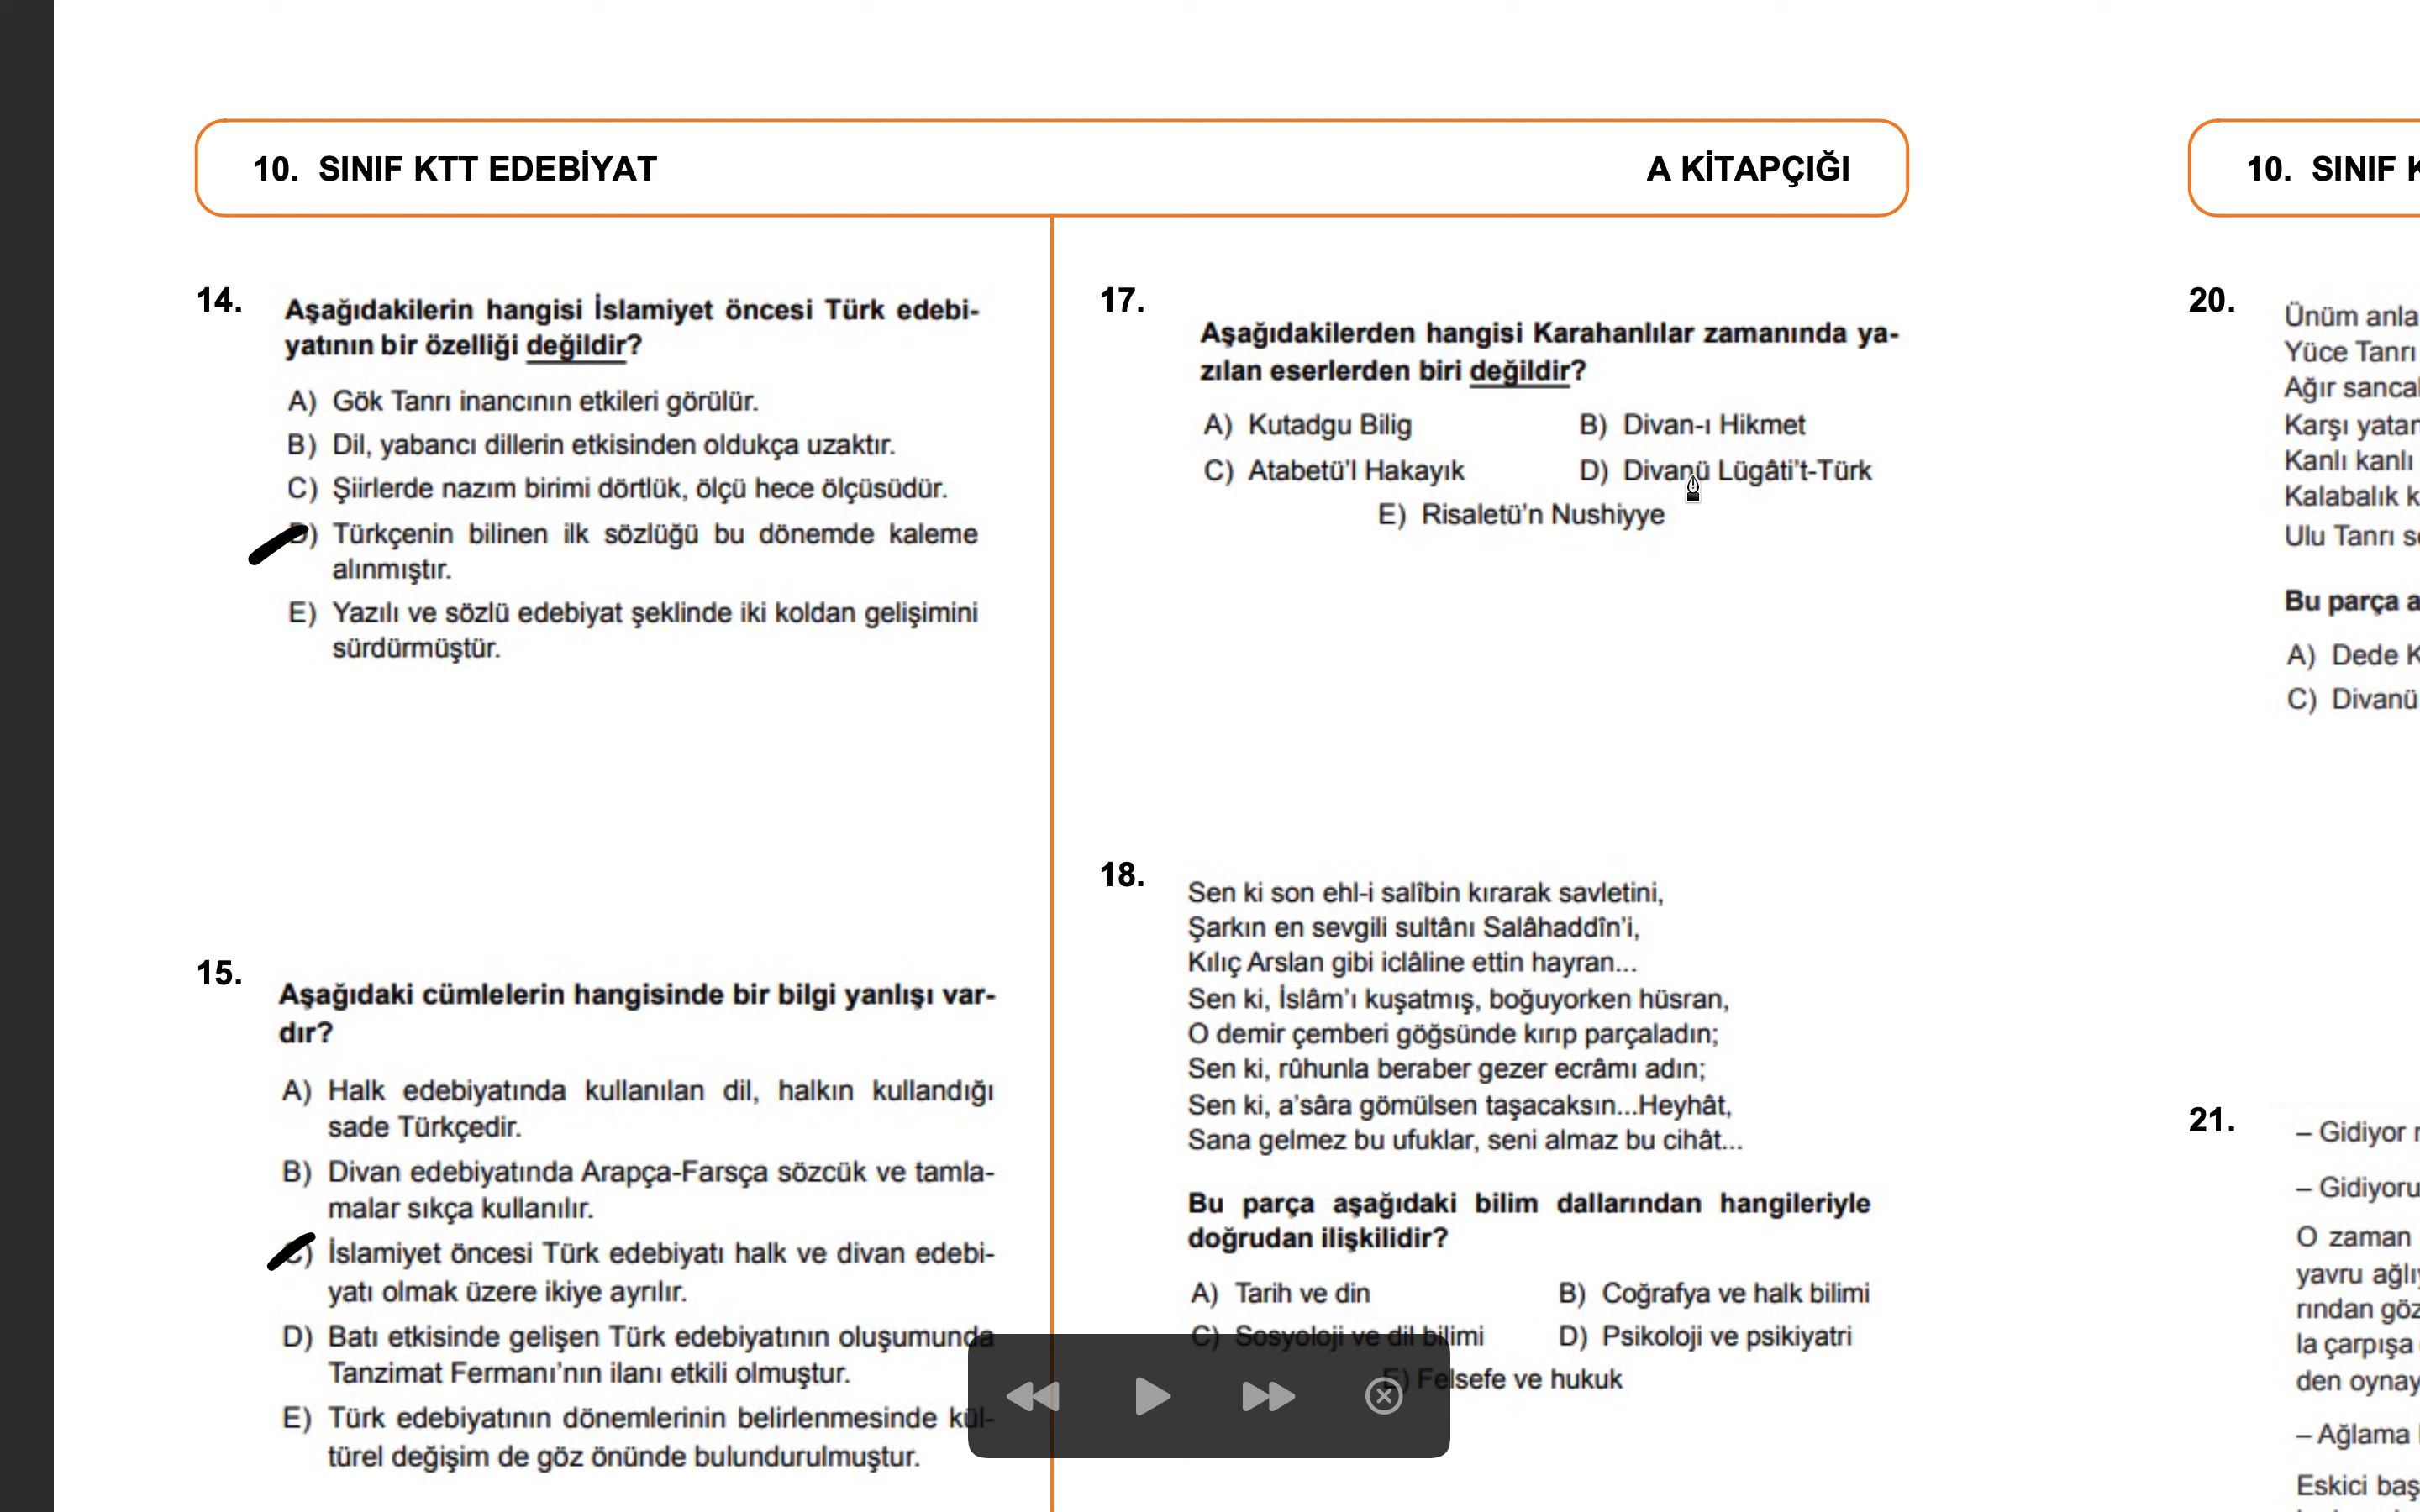 10. SINIF KTT EDEBİYAT
A KİTAPÇIĞI
14.
Aşağıdakilerin hangisi İslamiyet öncesi Türk edebi-
yatının bir özelliği değildir?
A) Gök Tanrı inancının etkileri görülür.
B) Dil, yabancı dillerin etkisinden oldukça uzaktır.
C) Şiirlerde nazım birimi dörtlük, ölçü hece ölçüsüdür.
D) Türkçenin bilinen ilk sözlüğü bu dönemde kaleme
alınmıştır.
E) Yazılı ve sözlü edebiyat şeklinde iki koldan gelişimini
sürdürmüştür.
15.
Aşağıdaki cümlelerin hangisinde bir bilgi yanlışı var-
dır?
A) Halk edebiyatında kullanılan dil, halkın kullandığı
sade Türkçedir.
B) Divan edebiyatında Arapça-Farsça sözcük ve tamla-
malar sıkça kullanılır.
C) İslamiyet öncesi Türk edebiyatı halk ve divan edebi-
yatı olmak üzere ikiye ayrılır.
D) Batı etkisinde gelişen Türk edebiyatının oluşumunda
Tanzimat Fermanı'nın ilanı etkili olmuştur.
E) Türk edebiyatının dönemlerinin belirlenmesinde kül-
türel değişim de göz önünde bulundurulmuştur.
17.
Aşağıdakilerden hangisi Karahanlılar zamanında ya-
zılan eserlerden biri değildir?
A) Kutadgu Bilig
B) Divan-ı Hikmet
C) Atabetü'l Hakayık
D) Divanü Lügâti't-Türk
E) Risaletü'n Nushiyye
18.
Sen ki son ehl-i salîbin kırarak savletini,
Şarkın en sevgili sultânı Salâhaddîn'i,
Kılıç Arslan gibi iclâline ettin hayran...
Sen ki, İslâm'ı kuşatmış, boğuyorken hüsran,
O demir çemberi göğsünde kırıp parçaladın;
Sen ki, rûhunla beraber gezer ecrâmı adın;
Sen ki, a'sâra gömülsen taşacaksın...Heyhât,
Sana gelmez bu ufuklar, seni almaz bu cihât...
Bu parça aşağıdaki bilim dallarından hangileriyle
doğrudan ilişkilidir?
A) Tarih ve din
B) Coğrafya ve halk bilimi
C) Sosyoloji ve dil bilimi
D) Psikoloji ve psikiyatri
E) Felsefe ve hukuk
10. SINIF
20.
Ünüm anla
Yüce Tanrı
Ağır sanca
Karşı yatar
Kanlı kanlı
Kalabalık k
Ulu Tanrı s
Bu parça a
A) Dede K
C) Divanü
21.
– Gidiyor
– Gidiyoru
O zaman
yavru ağlı
rından göz
la çarpışa
den oynay
– Ağlama
Eskici baş